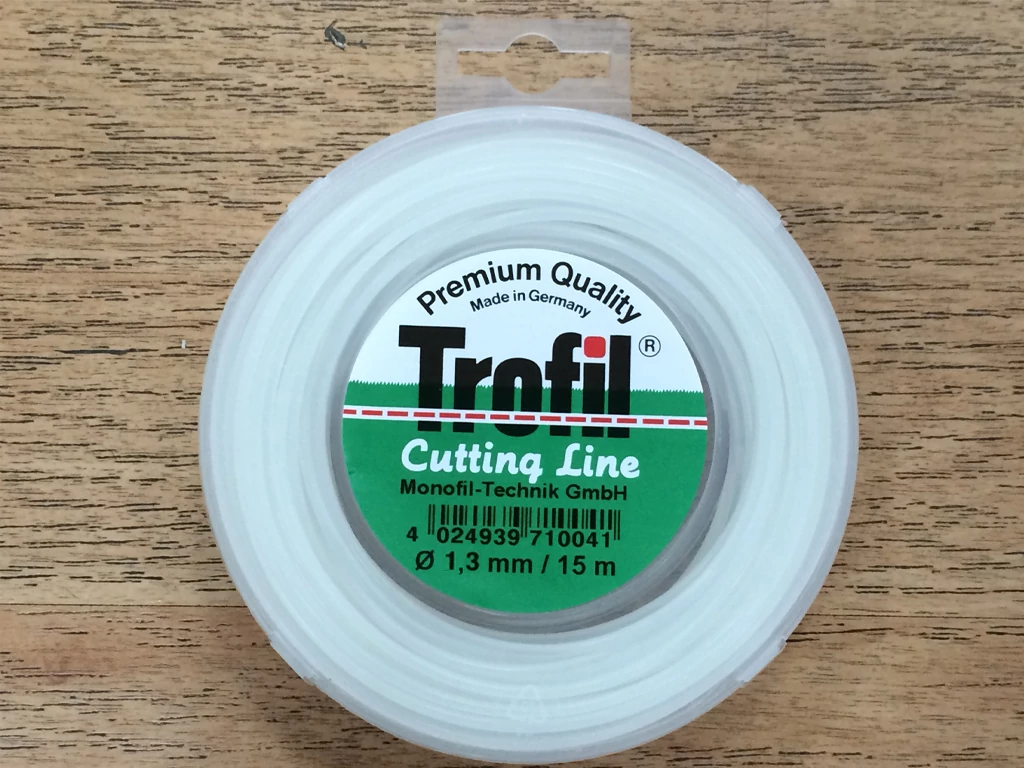 Premium Quality
Made in Germany
Trofil ®
Cutting Line
Monofil-Technik GmbH
4 024939 710041
Ø 1,3 mm / 15 m